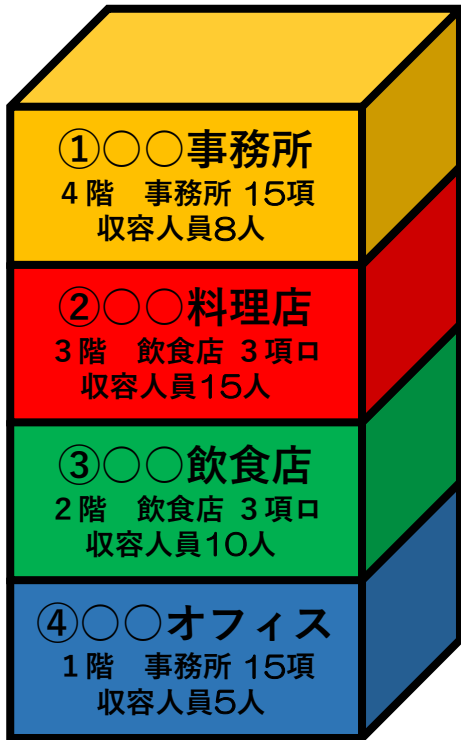 ①○○事務所
4階　事務所 15項
収容人員8人
②○○料理店
3階　飲食店 3項ロ
収容人員15人
③○○飲食店
2階　飲食店 3項ロ
収容人員10人
④○○オフィス
1階　事務所 15項
収容人員5人